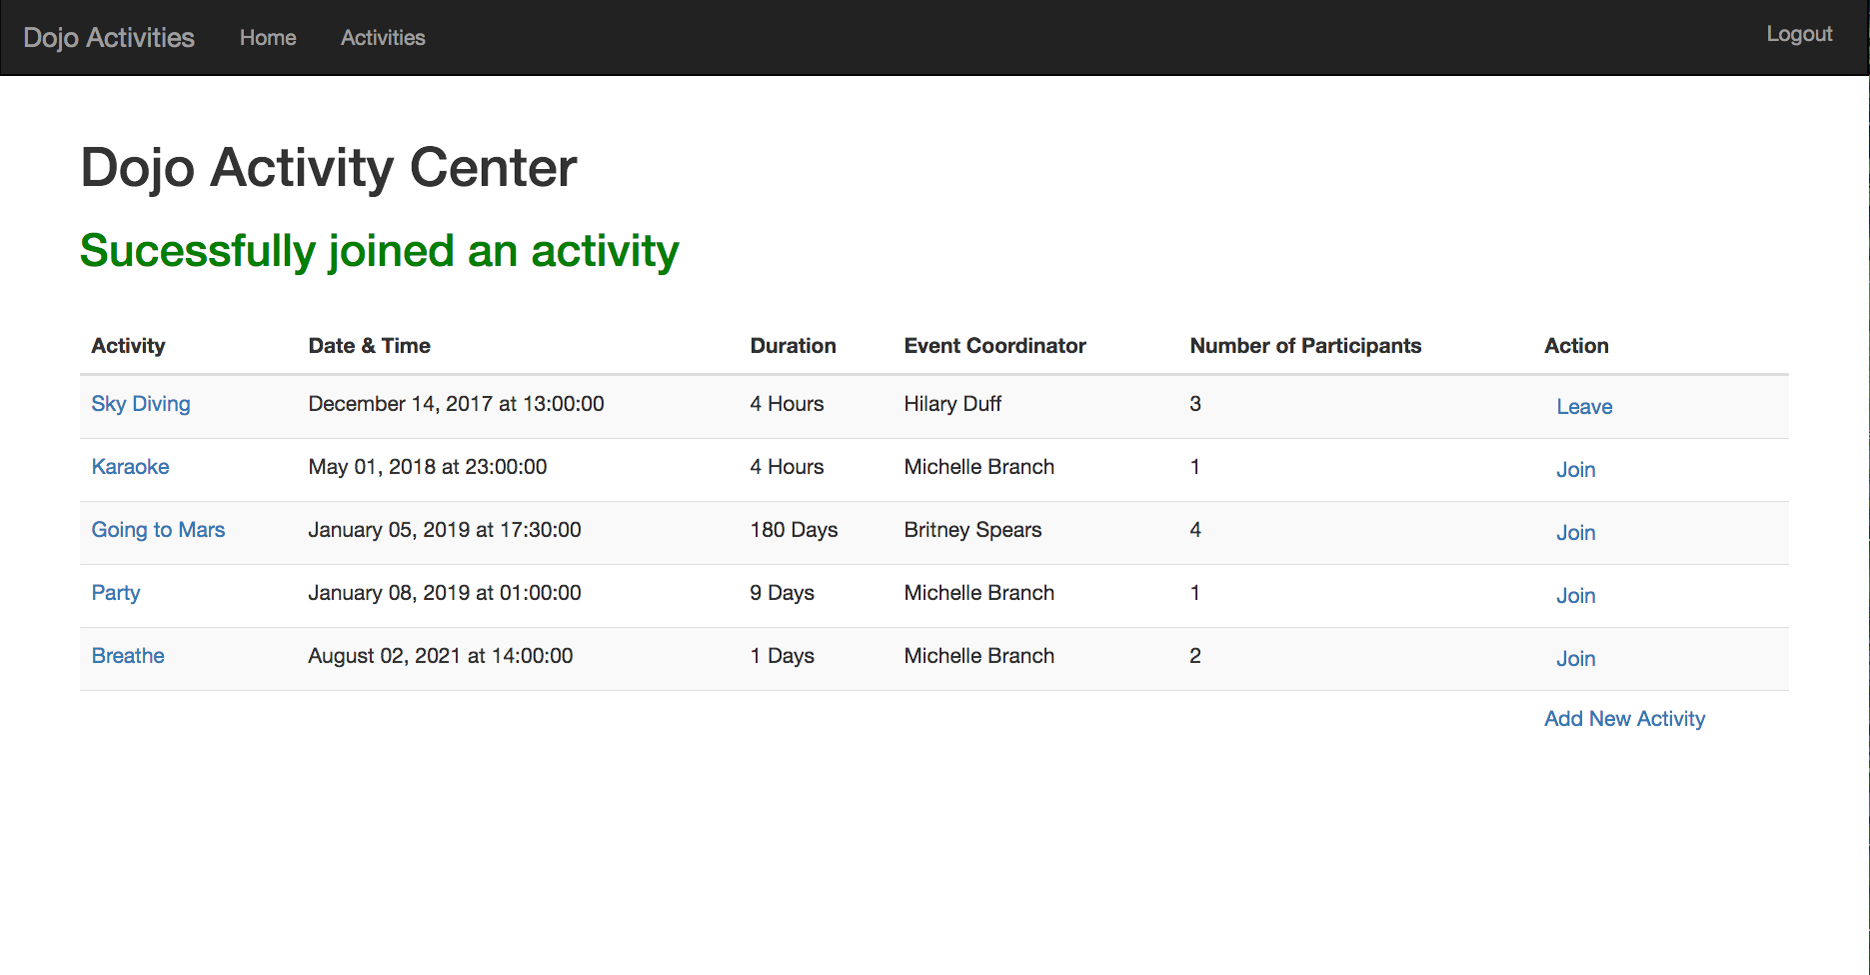 Dojo Activities Home Activities Logout
Dojo Activity Center
Sucessfully joined an activity
Activity Date & Time Duration Event Coordinator Number of Participants Action
Sky Diving December 14, 2017 at 13:00:00 4 Hours Hilary Duff 3 Leave
Karaoke May 01, 2018 at 23:00:00 4 Hours Michelle Branch 1 Join
Going to Mars January 05, 2019 at 17:30:00 180 Days Britney Spears 4 Join
Party January 08, 2019 at 01:00:00 9 Days Michelle Branch 1 Join
Breathe August 02, 2021 at 14:00:00 1 Days Michelle Branch 2 Join
Add New Activity